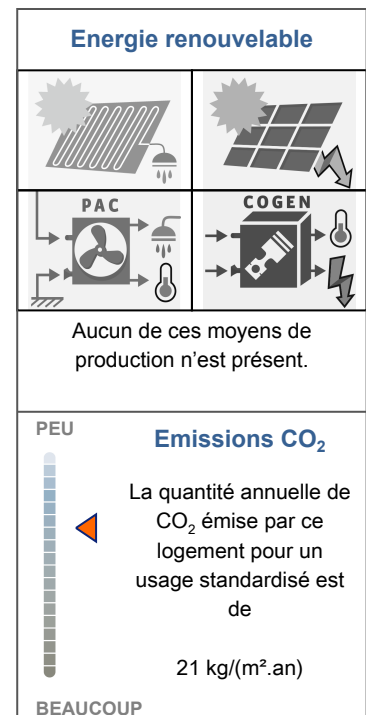 Energie renouvelable
PAC
COGEN
Aucun de ces moyens de
production n’est présent.
PEU
Emissions CO₂
La quantité annuelle de
CO₂ émise par ce
logement pour un
usage standardisé est
de
21 kg/(m².an)
BEAUCOUP